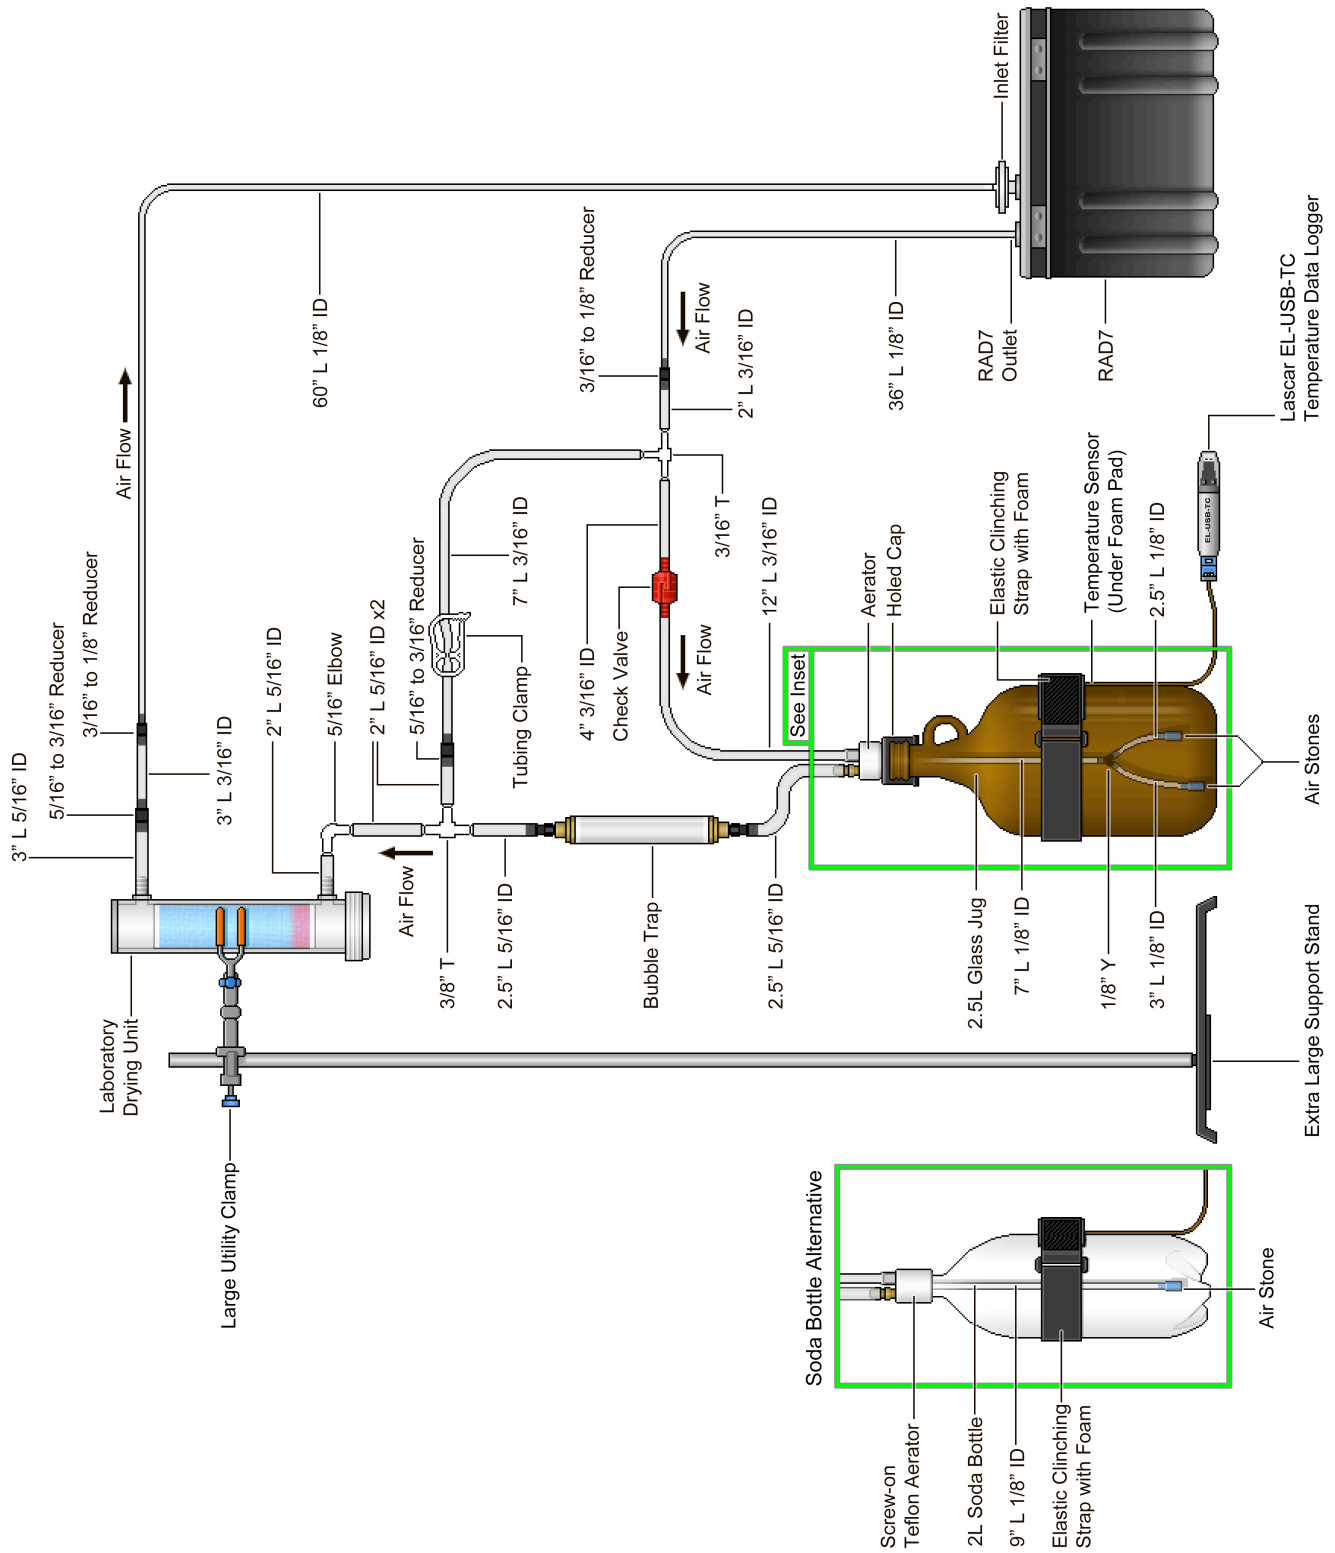 3” L 5/16” ID
5/16” to 3/16” Reducer
3/16” to 1/8” Reducer
Air Flow
3” L 3/16” ID
2” L 5/16” ID
5/16” Elbow
60” L 1/8” ID
Inlet Filter
2” L 5/16” ID x2
5/16” to 3/16” Reducer
Laboratory
Drying Unit
Large Utility Clamp
Air Flow
3/8” T
2.5” L 5/16” ID
Tubing Clamp
7” L 3/16” ID
3/16” to 1/8” Reducer
Air Flow
2” L 3/16” ID
4” 3/16” ID
Check Valve
3/16” T
Air Flow
Bubble Trap
12” L 3/16” ID
2.5” L 5/16” ID
36” L 1/8” ID
RAD7
Outlet
RAD7
See Inset
Aerator
Holed Cap
Elastic Clinching
Strap with Foam
Temperature Sensor
(Under Foam Pad)
2.5” L 1/8” ID
EL-USB-TC
Lascar EL-USB-TC
Temperature Data Logger
2.5L Glass Jug
7” L 1/8” ID
1/8” Y
3” L 1/8” ID
Air Stones
Extra Large Support Stand
Soda Bottle Alternative
Screw-on
Teflon Aerator
2L Soda Bottle
9” L 1/8” ID
Elastic Clinching
Strap with Foam
Air Stone